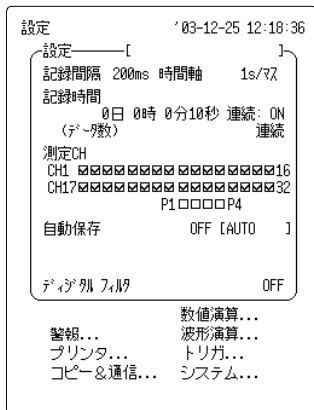 設定 '03-12-25 12:18:36
設定 [ ]
記録間隔 200ms 時間軸 1s/ﾏｽ
記録時間
0日 0時 0分10秒 連続: ON
(ﾃﾞｰﾀ数) 連続
測定CH
CH1 ☑☑☑☑☑☑☑☑ ☑☑☑☑☑☑☑☑16
CH17☑☑☑☑☑☑☑☑ ☑☑☑☑☑☑☑☑32
P1□□□□P4
自動保存 OFF [AUTO ]
ﾃﾞｨｼﾞﾀﾙ ﾌｨﾙﾀ OFF
数値演算...
警報... 波形演算...
プリンタ... トリガ...
コピー&通信... システム...